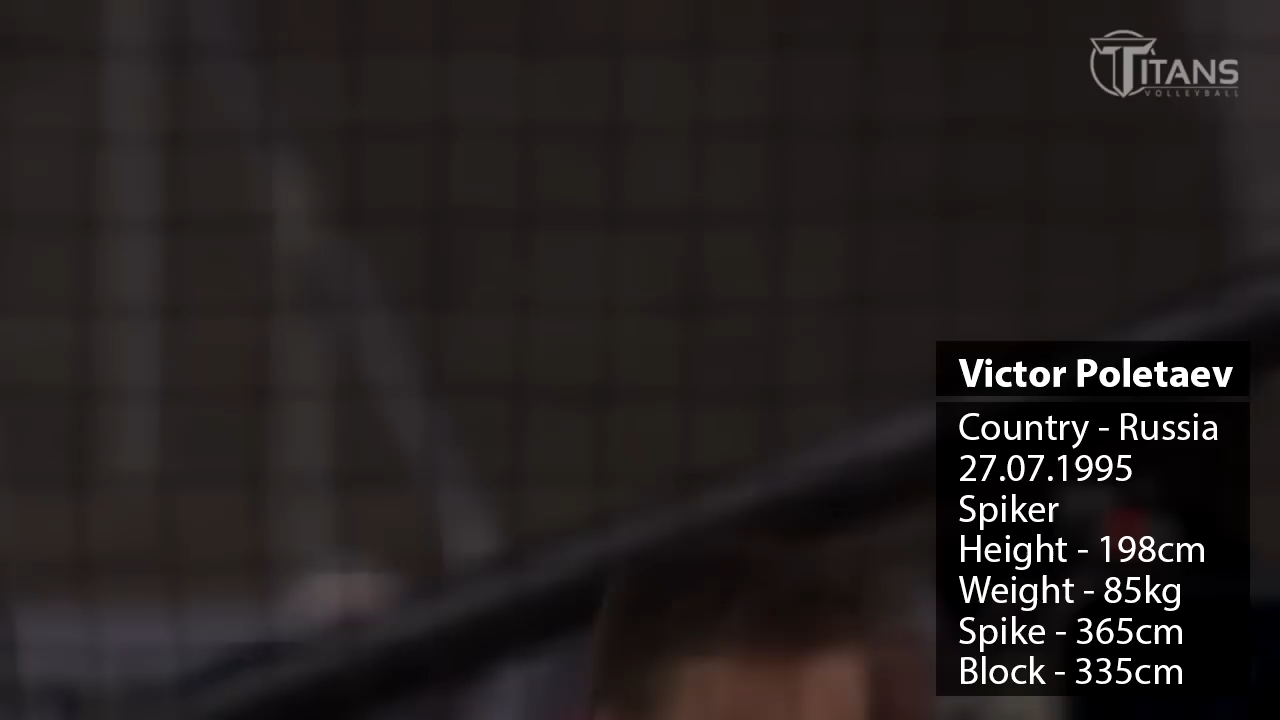 TITANS
VOLLEYBALL
Victor Poletaev
Country - Russia
27.07.1995
Spiker
Height - 198cm
Weight - 85kg
Spike - 365cm
Block - 335cm